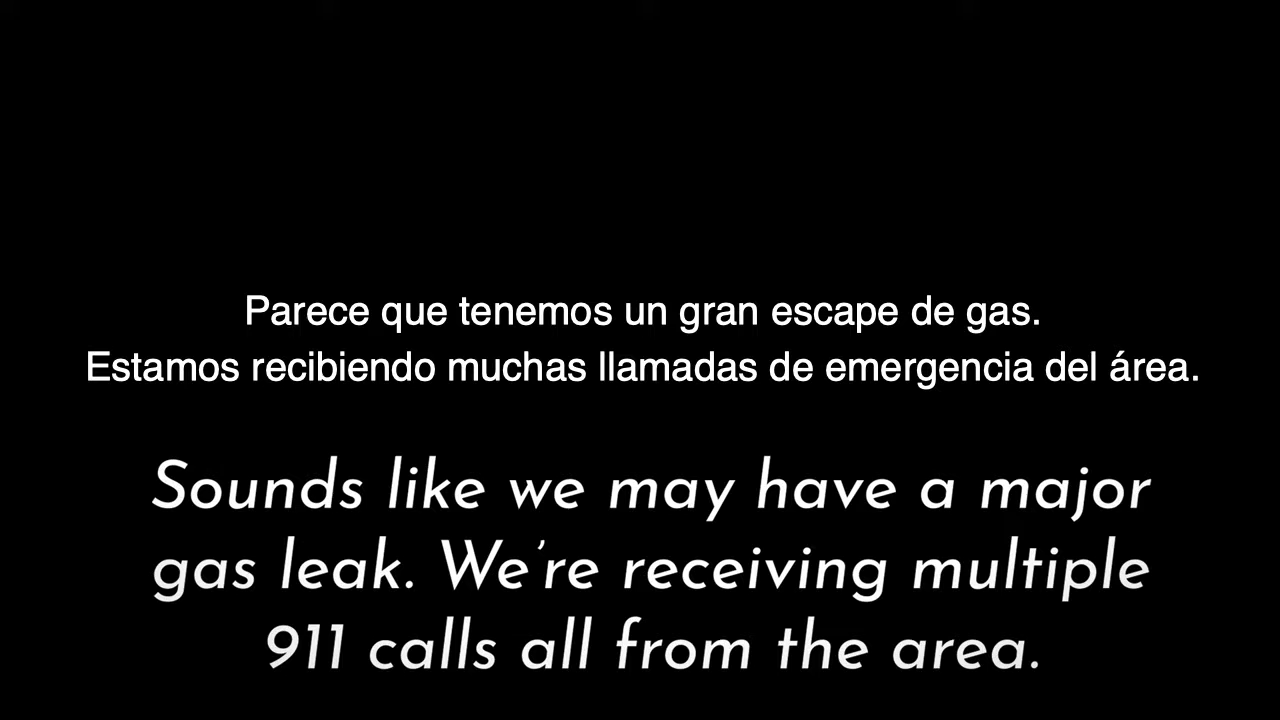 Parece que tenemos un gran escape de gas.
Estamos recibiendo muchas llamadas de emergencia del área.
Sounds like we may have a major
gas leak. We’re receiving multiple
911 calls all from the area.